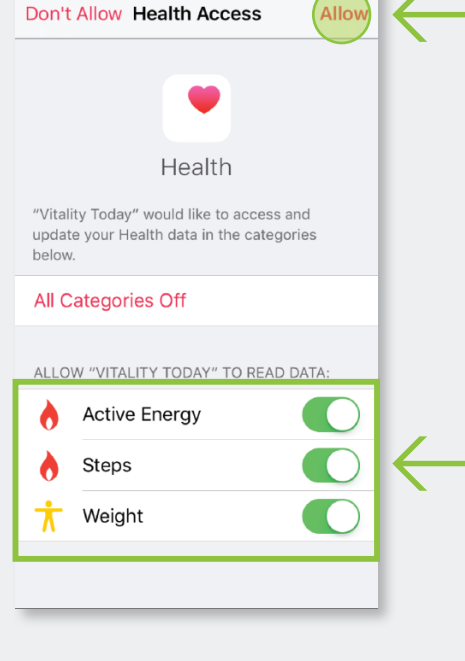 Don't Allow Health Access Allow
Health
“Vitality Today” would like to access and
update your Health data in the categories
below.
All Categories Off
ALLOW “VITALITY TODAY” TO READ DATA:
Active Energy
Steps
Weight